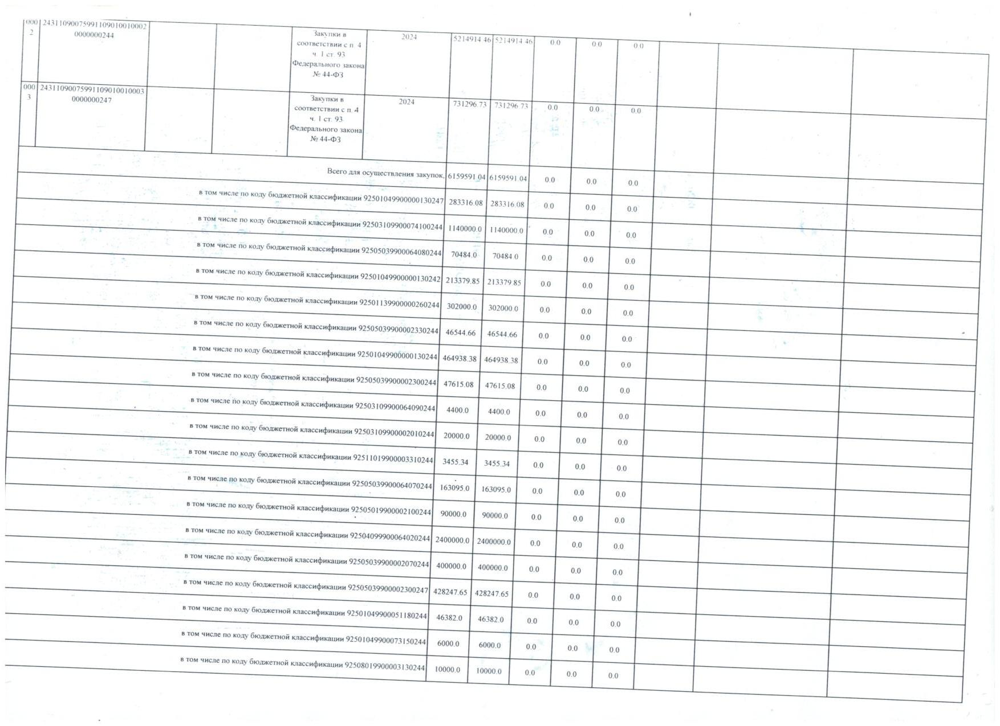 000 243110900759911090100100020000000244 Закупки в 2024 5214914.46 5214914.46 0.0 0.0 0.0
2 соответствии с п. 4
ч. 1 ст. 93
Федерального закона
№ 44-ФЗ
000 243110900759911090100100030000000247 Закупки в 2024 731296.73 731296.73 0.0 0.0 0.0
3 соответствии с п. 4
ч. 1 ст. 93
Федерального закона
№ 44-ФЗ
Всего для осуществления закупок, 6159591.04 6159591.04 0.0 0.0 0.0
в том числе по коду бюджетной классификации 92501049900000130247 283316.08 283316.08 0.0 0.0 0.0
в том числе по коду бюджетной классификации 92503109900074100244 1140000.0 1140000.0 0.0 0.0 0.0
в том числе по коду бюджетной классификации 92505039900064080244 70484.0 70484.0 0.0 0.0 0.0
в том числе по коду бюджетной классификации 92501049900000130242 213379.85 213379.85 0.0 0.0 0.0
в том числе по коду бюджетной классификации 92501139900000260244 302000.0 302000.0 0.0 0.0 0.0
в том числе по коду бюджетной классификации 92505039900002330244 46544.66 46544.66 0.0 0.0 0.0
в том числе по коду бюджетной классификации 92501049900000130244 464938.38 464938.38 0.0 0.0 0.0
в том числе по коду бюджетной классификации 92505039900002300244 47615.08 47615.08 0.0 0.0 0.0
в том числе по коду бюджетной классификации 92503109900064090244 4400.0 4400.0 0.0 0.0 0.0
в том числе по коду бюджетной классификации 92503109900002010244 20000.0 20000.0 0.0 0.0 0.0
в том числе по коду бюджетной классификации 92511019900003310244 3455.34 3455.34 0.0 0.0 0.0
в том числе по коду бюджетной классификации 92505039900064070244 163095.0 163095.0 0.0 0.0 0.0
в том числе по коду бюджетной классификации 92505019900002100244 90000.0 90000.0 0.0 0.0 0.0
в том числе по коду бюджетной классификации 92504099900064020244 2400000.0 2400000.0 0.0 0.0 0.0
в том числе по коду бюджетной классификации 92505039900002070244 400000.0 400000.0 0.0 0.0 0.0
в том числе по коду бюджетной классификации 92505039900002300247 428247.65 428247.65 0.0 0.0 0.0
в том числе по коду бюджетной классификации 92501049900051180244 46382.0 46382.0 0.0 0.0 0.0
в том числе по коду бюджетной классификации 92501049900073150244 6000.0 6000.0 0.0 0.0 0.0
в том числе по коду бюджетной классификации 92508019900003130244 10000.0 10000.0 0.0 0.0 0.0